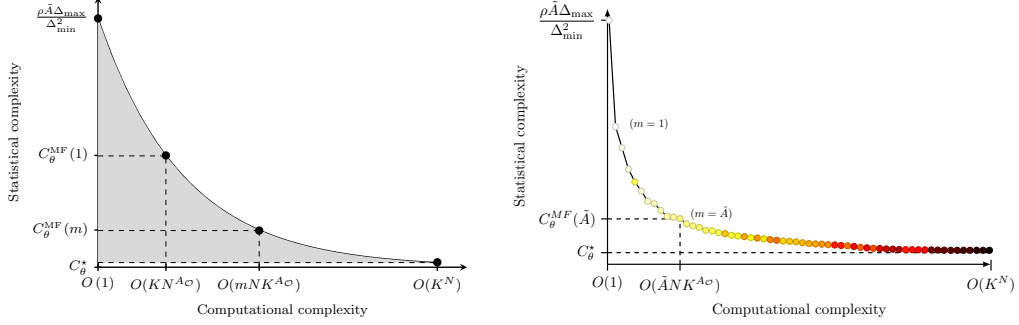 ρÃΔ_max / Δ²_min
Statistical complexity
C_θ^MF(1)
C_θ^MF(m)
C_θ^⋆
O(1) O(KN^{A_𝒪}) O(mNK^{A_𝒪}) O(K^N)
Computational complexity
ρÃΔ_max / Δ²_min
Statistical complexity
(m = 1)
(m = Ã)
C_θ^{MF}(Ã)
C_θ^⋆
O(1) O(ÃNK^{A_𝒪}) O(K^N)
Computational complexity